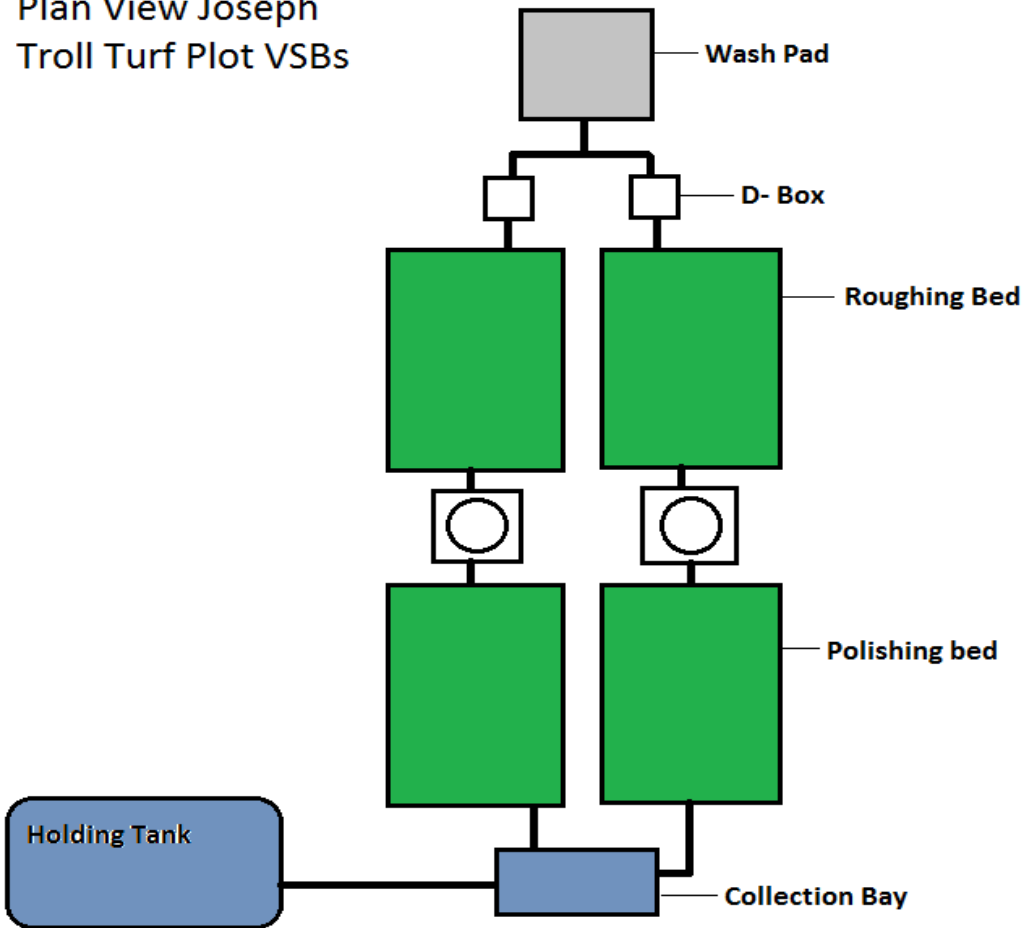 Plan View Joseph
Troll Turf Plot VSBs
Wash Pad
D- Box
Roughing Bed
Polishing bed
Holding Tank
Collection Bay